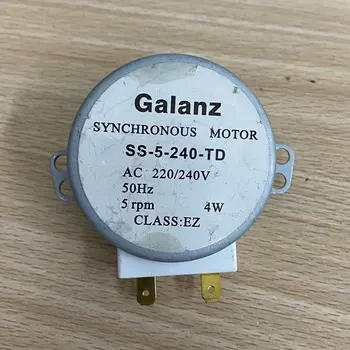 Galanz
SYNCHRONOUS MOTOR
SS-5-240-TD
AC 220/240V
50Hz
5 rpm 4W
CLASS:EZ